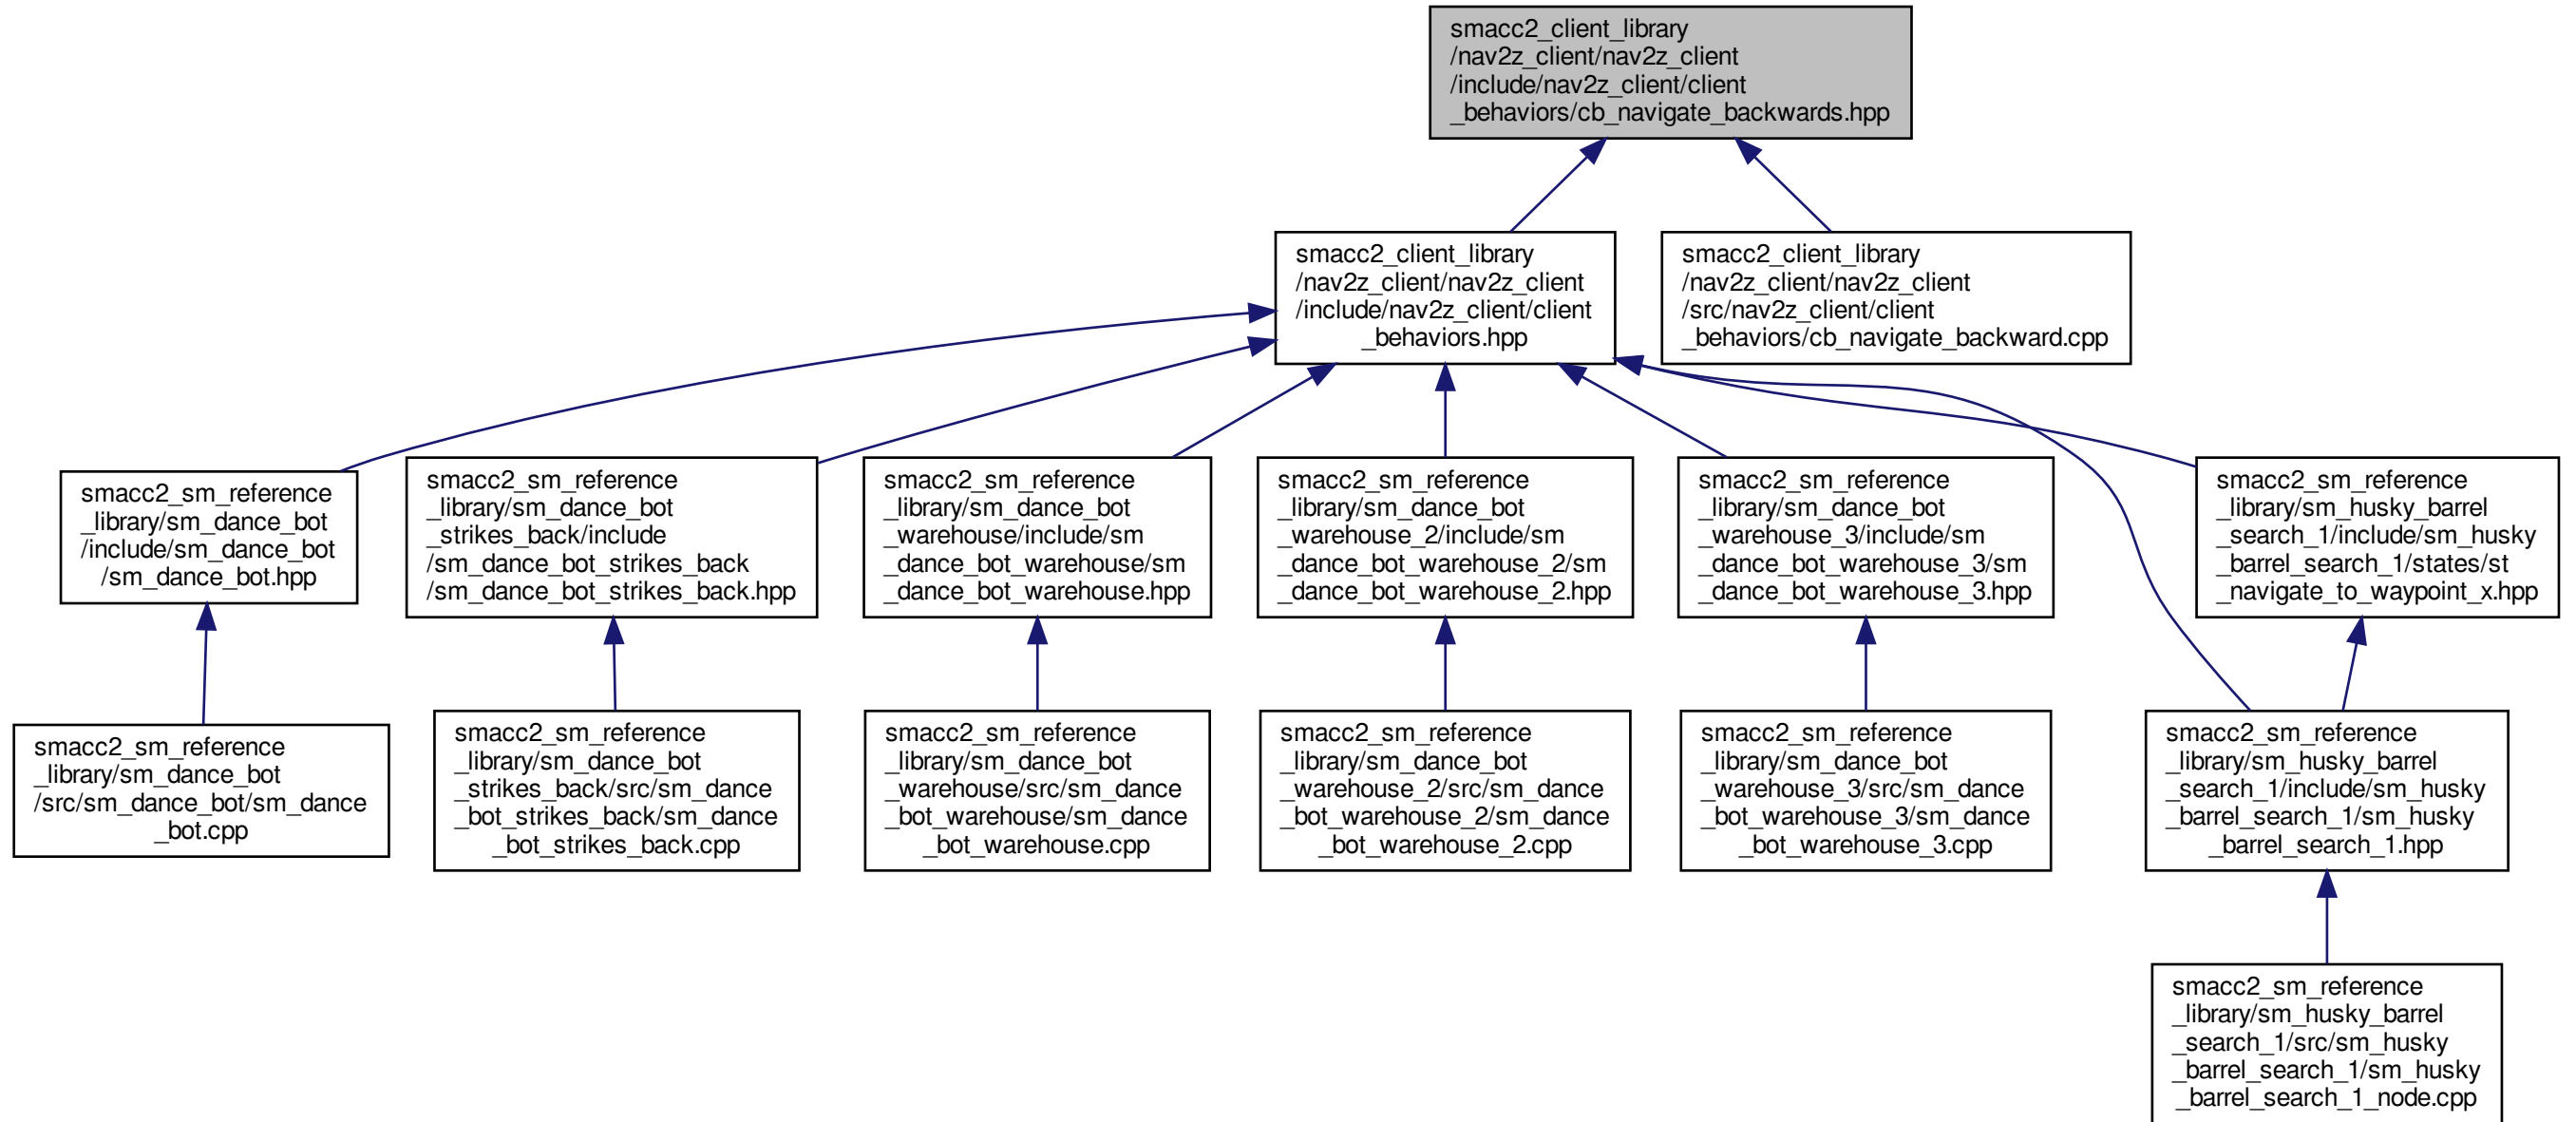 smacc2_client_library
/nav2z_client/nav2z_client
/include/nav2z_client/client
_behaviors/cb_navigate_backwards.hpp
smacc2_client_library
/nav2z_client/nav2z_client
/include/nav2z_client/client
_behaviors.hpp
smacc2_client_library
/nav2z_client/nav2z_client
/src/nav2z_client/client
_behaviors/cb_navigate_backward.cpp
smacc2_sm_reference
_library/sm_dance_bot
/include/sm_dance_bot
/sm_dance_bot.hpp
smacc2_sm_reference
_library/sm_dance_bot
_strikes_back/include
/sm_dance_bot_strikes_back
/sm_dance_bot_strikes_back.hpp
smacc2_sm_reference
_library/sm_dance_bot
_warehouse/include/sm
_dance_bot_warehouse/sm
_dance_bot_warehouse.hpp
smacc2_sm_reference
_library/sm_dance_bot
_warehouse_2/include/sm
_dance_bot_warehouse_2/sm
_dance_bot_warehouse_2.hpp
smacc2_sm_reference
_library/sm_dance_bot
_warehouse_3/include/sm
_dance_bot_warehouse_3/sm
_dance_bot_warehouse_3.hpp
smacc2_sm_reference
_library/sm_husky_barrel
_search_1/include/sm_husky
_barrel_search_1/states/st
_navigate_to_waypoint_x.hpp
smacc2_sm_reference
_library/sm_dance_bot
/src/sm_dance_bot/sm_dance
_bot.cpp
smacc2_sm_reference
_library/sm_dance_bot
_strikes_back/src/sm_dance
_bot_strikes_back/sm_dance
_bot_strikes_back.cpp
smacc2_sm_reference
_library/sm_dance_bot
_warehouse/src/sm_dance
_bot_warehouse/sm_dance
_bot_warehouse.cpp
smacc2_sm_reference
_library/sm_dance_bot
_warehouse_2/src/sm_dance
_bot_warehouse_2/sm_dance
_bot_warehouse_2.cpp
smacc2_sm_reference
_library/sm_dance_bot
_warehouse_3/src/sm_dance
_bot_warehouse_3/sm_dance
_bot_warehouse_3.cpp
smacc2_sm_reference
_library/sm_husky_barrel
_search_1/include/sm_husky
_barrel_search_1/sm_husky
_barrel_search_1.hpp
smacc2_sm_reference
_library/sm_husky_barrel
_search_1/src/sm_husky
_barrel_search_1/sm_husky
_barrel_search_1_node.cpp